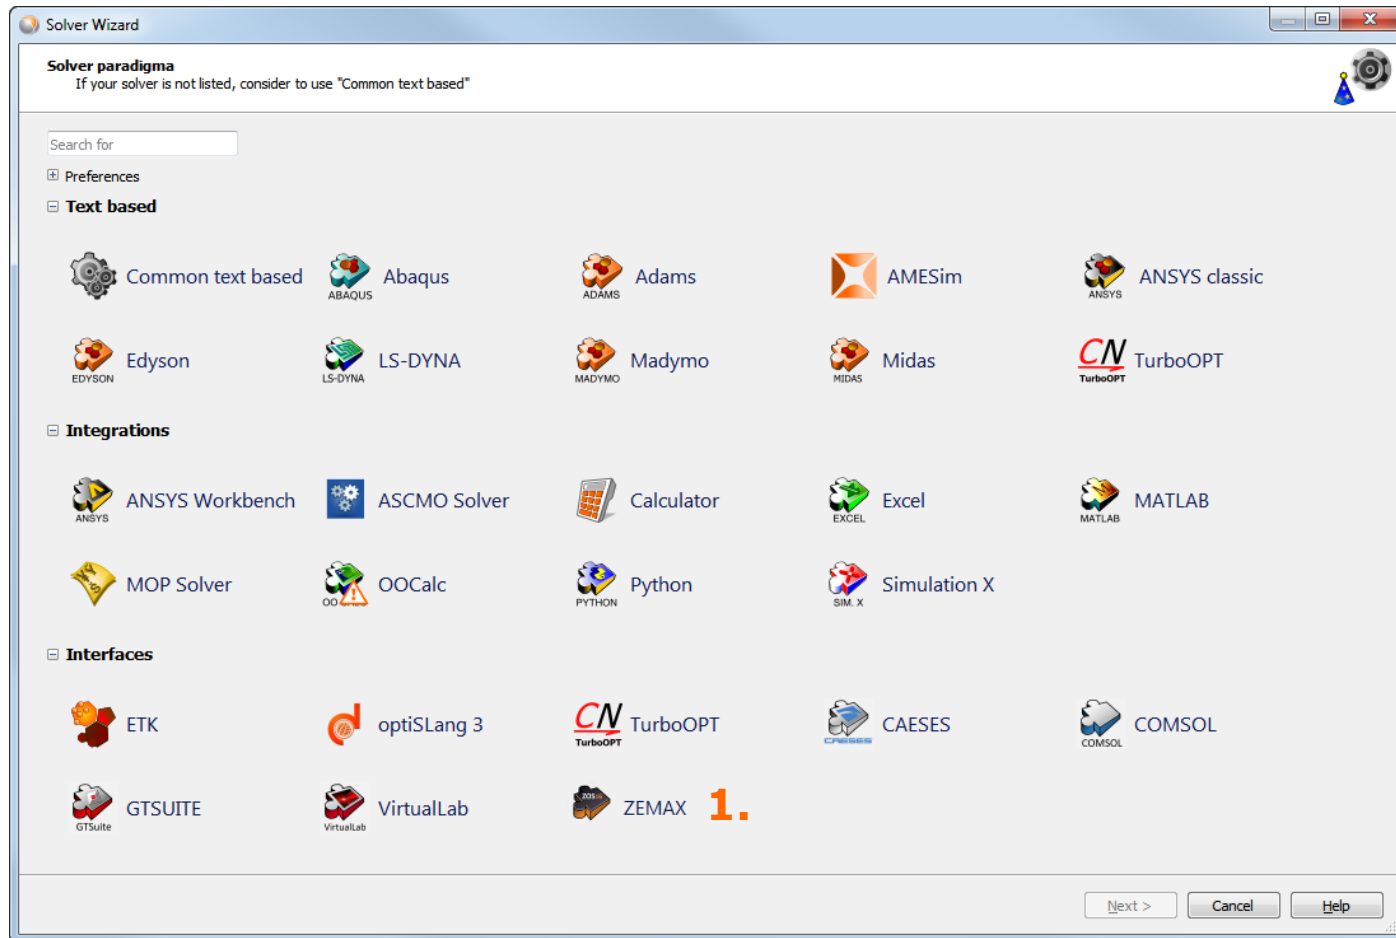 Solver Wizard
Solver paradigma
If your solver is not listed, consider to use "Common text based"
Search for
Preferences
Text based
Common text based
ABAQUS
Abaqus
ADAMS
Adams
AMESim
ANSYS
ANSYS classic
EDYSON
Edyson
LS-DYNA
LS-DYNA
MADYMO
Madymo
MIDAS
Midas
CN
TurboOPT
TurboOPT
Integrations
ANSYS
ANSYS Workbench
ASCMO Solver
Calculator
EXCEL
Excel
MATLAB
MATLAB
MOP Solver
OOCalc
PYTHON
Python
SIM. X
Simulation X
Interfaces
ETK
optiSLang 3
CN
TurboOPT
TurboOPT
CAESES
CAESES
COMSOL
COMSOL
GTSuite
GTSUITE
VirtualLab
VirtualLab
ZEMAX
1.
Next >
Cancel
Help